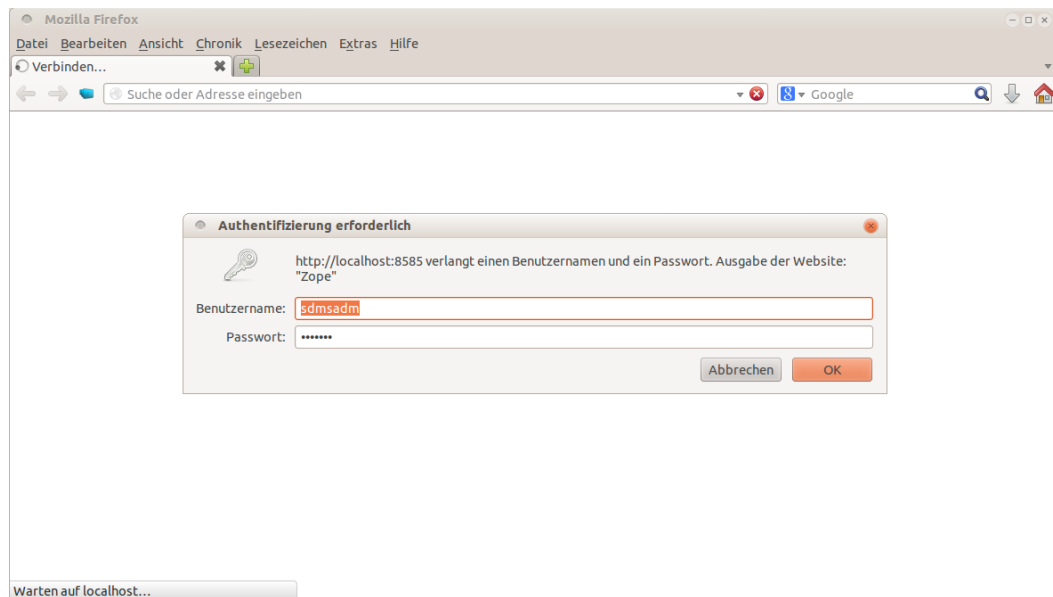 Mozilla Firefox
Datei Bearbeiten Ansicht Chronik Lesezeichen Extras Hilfe
Verbinden...
Suche oder Adresse eingeben
8 Google
Authentifizierung erforderlich
http://localhost:8585 verlangt einen Benutzernamen und ein Passwort. Ausgabe der Website:
"Zope"
Benutzername: sdmsadm
Passwort: •••••••
Abbrechen OK
Warten auf localhost...